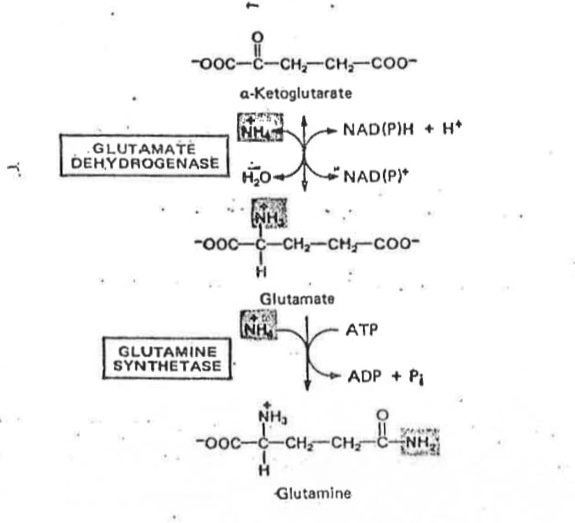 O
⁻OOC—C—CH₂—CH₂—COO⁻
α-Ketoglutarate
NH₄⁺ NAD(P)H + H⁺
GLUTAMATE
DEHYDROGENASE
H₂O NAD(P)⁺
NH₃⁺
⁻OOC—C—CH₂—CH₂—COO⁻
H
Glutamate
NH₄⁺ ATP
GLUTAMINE
SYNTHETASE
ADP + Pᵢ
NH₃⁺ O
⁻OOC—C—CH₂—CH₂—C—NH₂
H
Glutamine